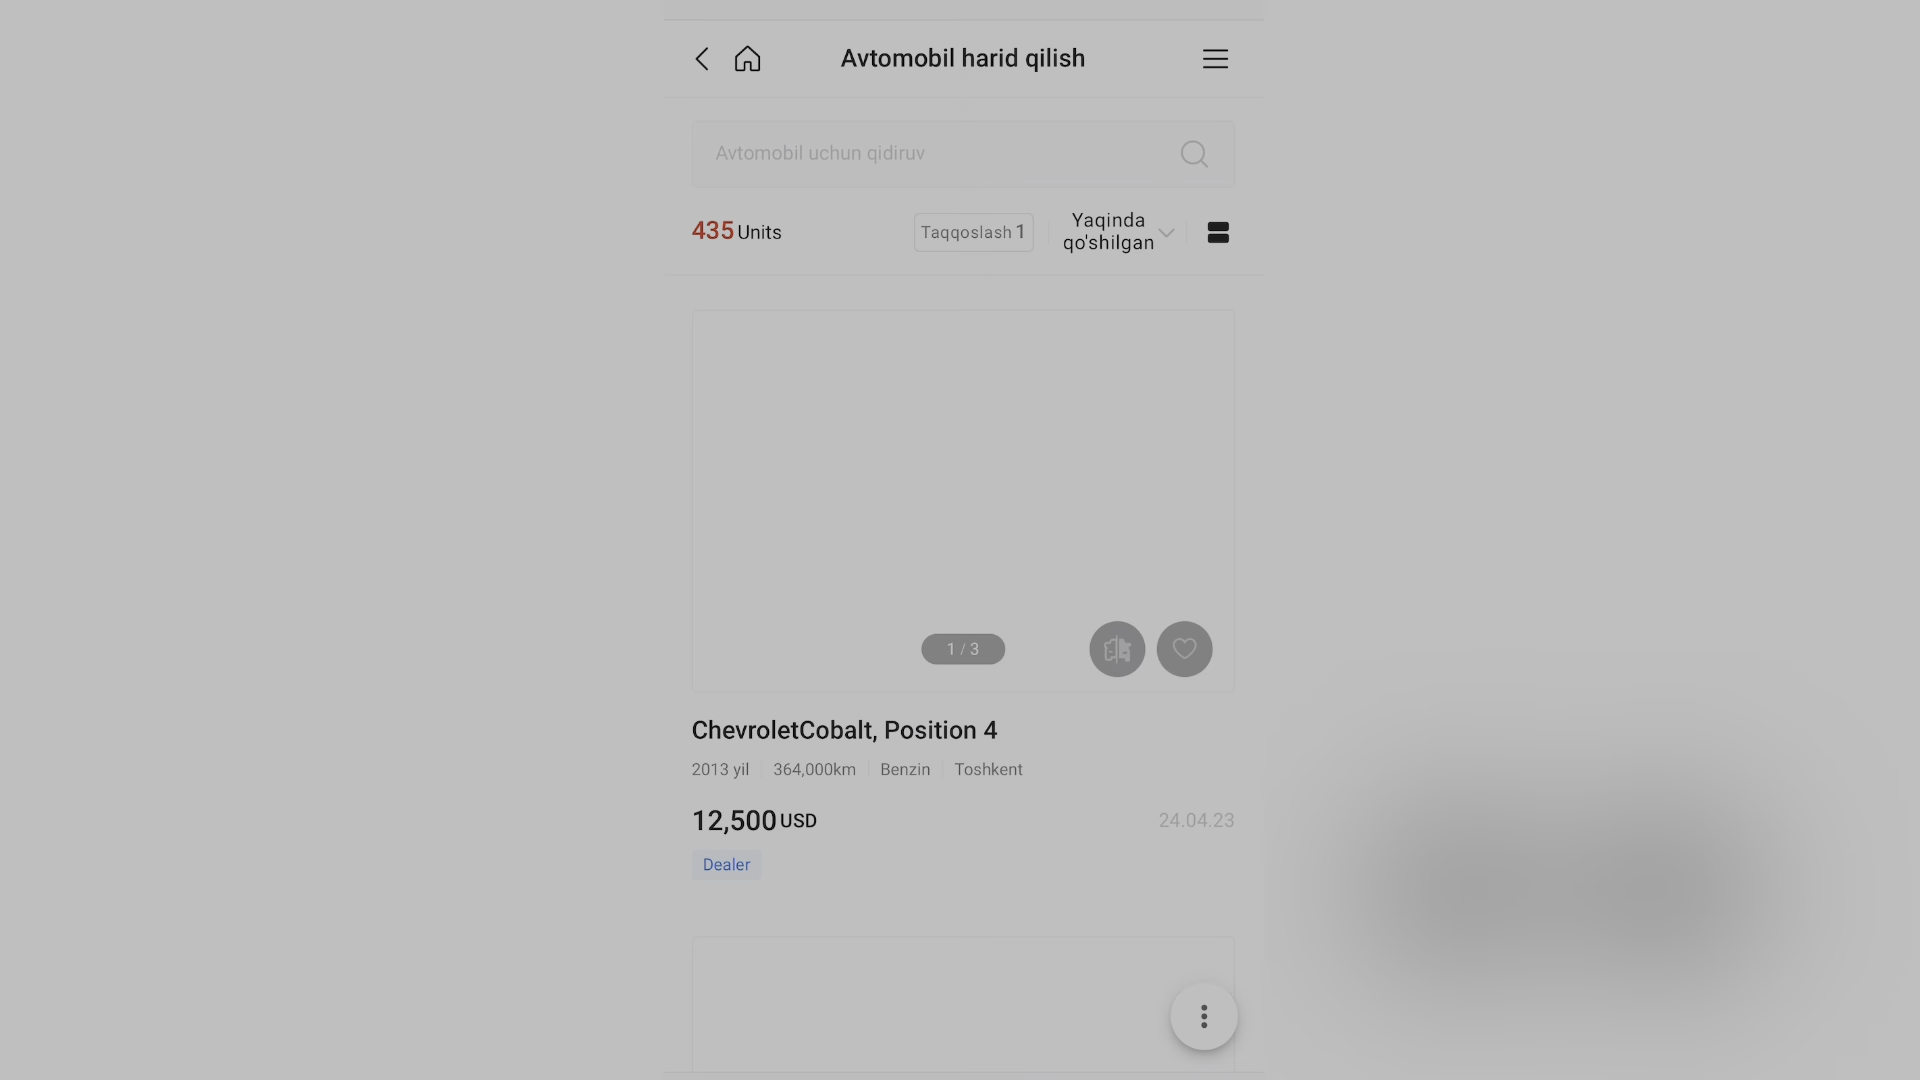 Avtomobil harid qilish
Avtomobil uchun qidiruv
435 Units
Taqqoslash 1
Yaqinda
qo'shilgan
1 / 3
ChevroletCobalt, Position 4
2013 yil 364,000km Benzin Toshkent
12,500 USD
24.04.23
Dealer